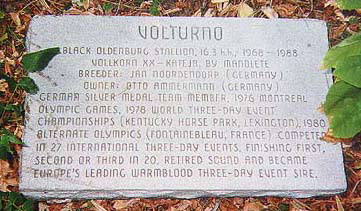 VOLTURNO
BLACK OLDENBURG STALLION, 16.3 h.h., 1968 - 1988
VOLLKORN XX - KATEJA, BY MANOLETE
BREEDER: JAN NOORDENDORP (GERMANY)
OWNER: OTTO AMMERMANN (GERMANY)
GERMAN SILVER MEDAL TEAM MEMBER, 1976 MONTREAL
OLYMPIC GAMES, 1978 WORLD THREE-DAY EVENT
CHAMPIONSHIPS (KENTUCKY HORSE PARK, LEXINGTON), 1980
ALTERNATE OLYMPICS (FONTAINEBLEAU, FRANCE). COMPETED
IN 27 INTERNATIONAL THREE-DAY EVENTS, FINISHING FIRST,
SECOND OR THIRD IN 20. RETIRED SOUND AND BECAME
EUROPE'S LEADING WARMBLOOD THREE-DAY EVENT SIRE.